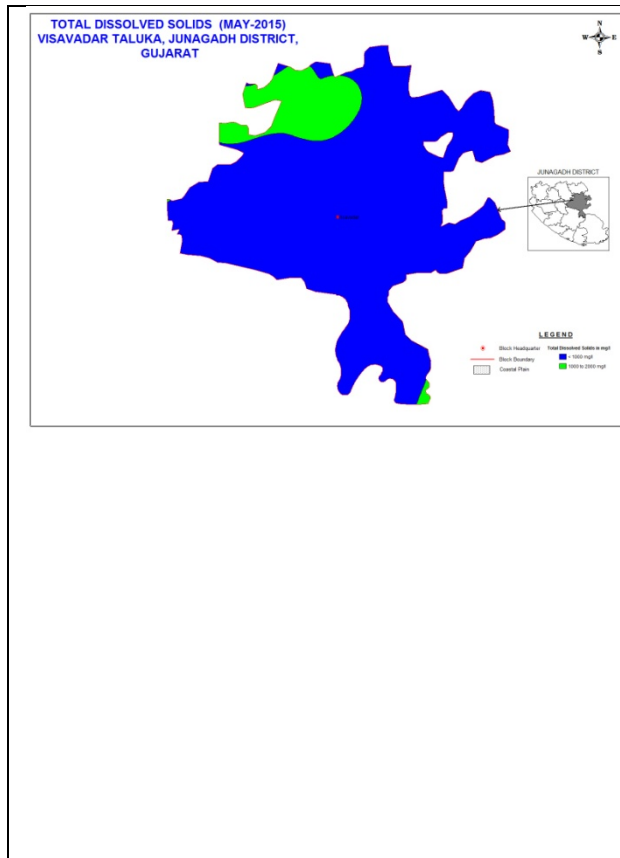 TOTAL DISSOLVED SOLIDS (MAY-2015)
VISAVADAR TALUKA, JUNAGADH DISTRICT,
GUJARAT
N
W E
S
JUNAGADH DISTRICT
LEGEND
Block Headquarter
Total Dissolved Solids in mg/l
< 1000 mg/l
Block Boundary
1000 to 2000 mg/l
Coastal Plain